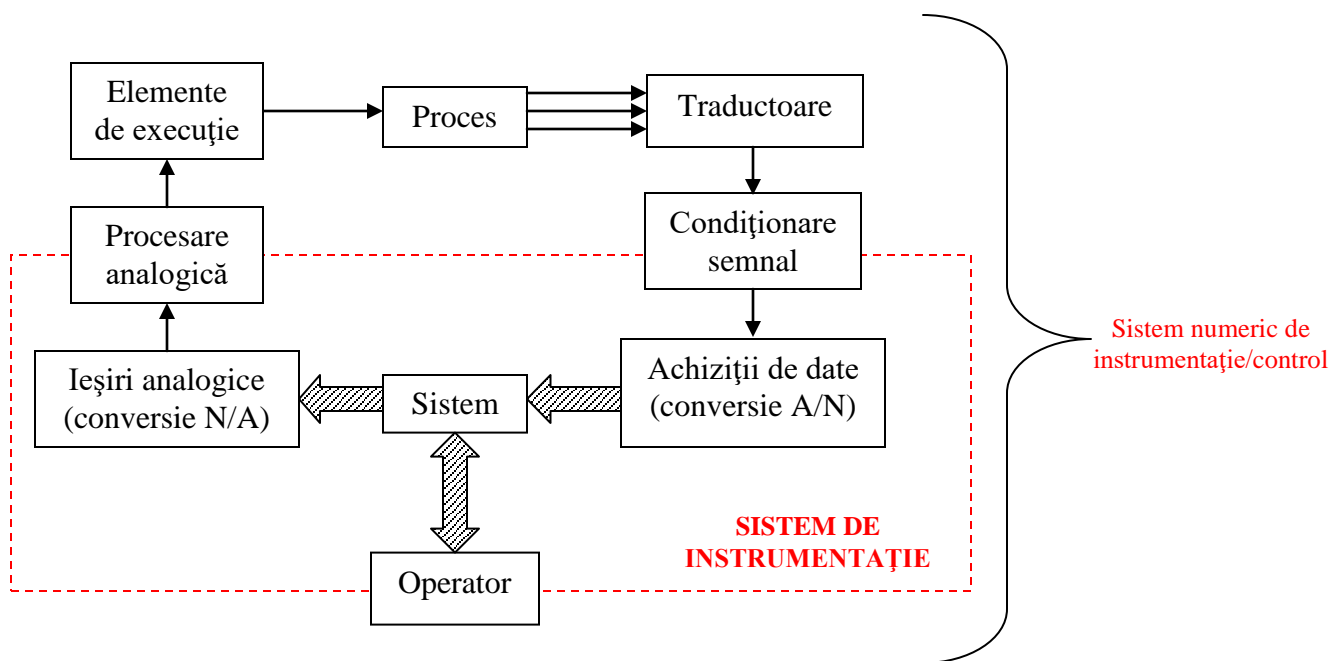 Elemente
de execuţie
Proces
Traductoare
Procesare
analogică
Condiţionare
semnal
Ieşiri analogice
(conversie N/A)
Sistem
Achiziţii de date
(conversie A/N)
Operator
SISTEM DE
INSTRUMENTAŢIE
Sistem numeric de
instrumentaţie/control